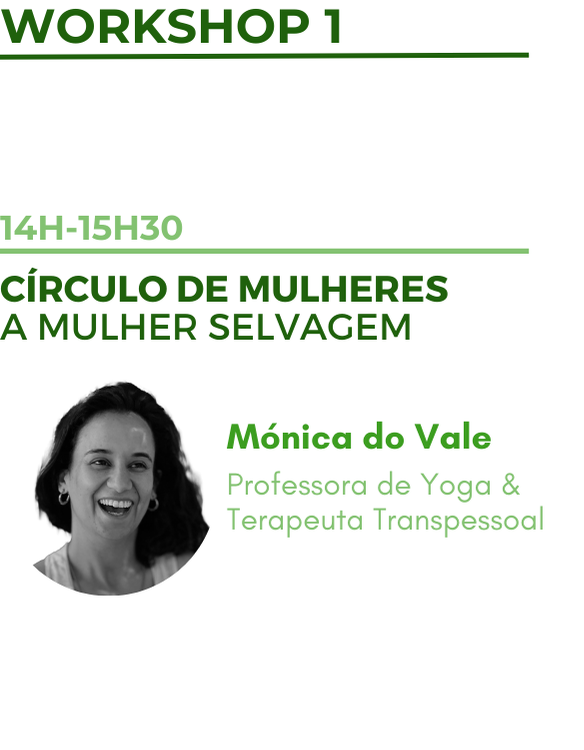 WORKSHOP 1
14H-15H30
CÍRCULO DE MULHERES
A MULHER SELVAGEM
Mónica do Vale
Professora de Yoga &
Terapeuta Transpessoal